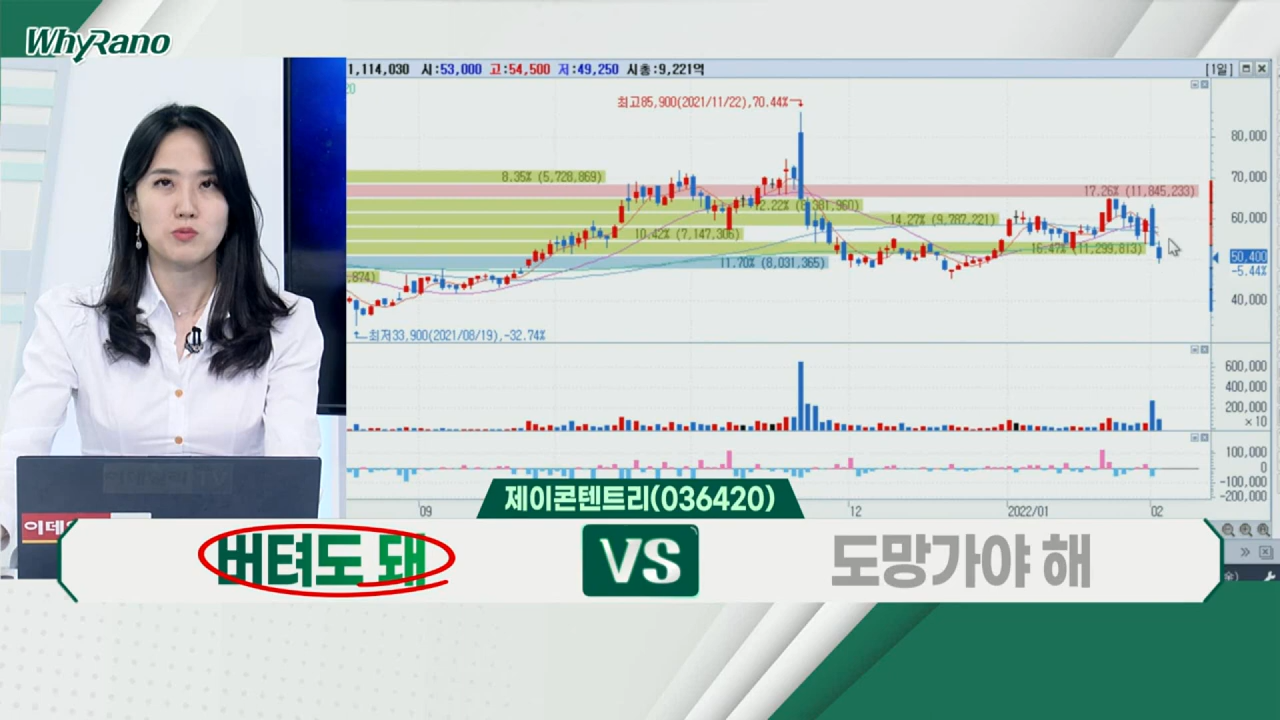 WhyRano
1,114,030 시:53,000 고:54,500 저:49,250 시총:9,221억
[1일]
20
최고85,900(2021/11/22),70.44%
80,000
8.35% (5,728,869)
70,000
17.26% (11,845,233)
12.22% (8,381,960)
14.27% (9,787,221)
60,000
10.42% (7,147,306)
16.47% (11,299,813)
11.70% (8,031,365)
50,400
-5.44%
.874)
40,000
최저33,900(2021/08/19),-32.74%
600,000
400,000
200,000
×10
100,000
0
-100,000
-200,000
09
12
2022/01
02
제이콘텐트리(036420)
이데
버텨도 돼
VS
도망가야 해